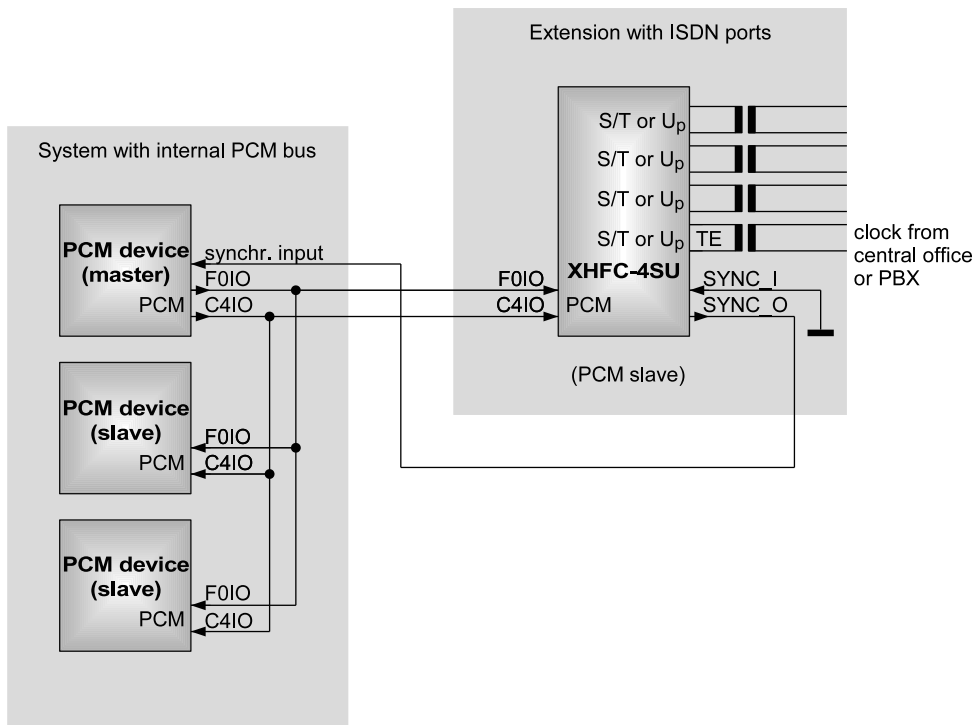 Extension with ISDN ports
S/T or Up
S/T or Up
S/T or Up
S/T or Up
TE
XHFC-4SU
F0IO
C4IO
PCM
SYNC_I
SYNC_O
(PCM slave)
clock from
central office
or PBX
System with internal PCM bus
PCM device
(master)
PCM
synchr. input
F0IO
C4IO
PCM device
(slave)
PCM
F0IO
C4IO
PCM device
(slave)
PCM
F0IO
C4IO